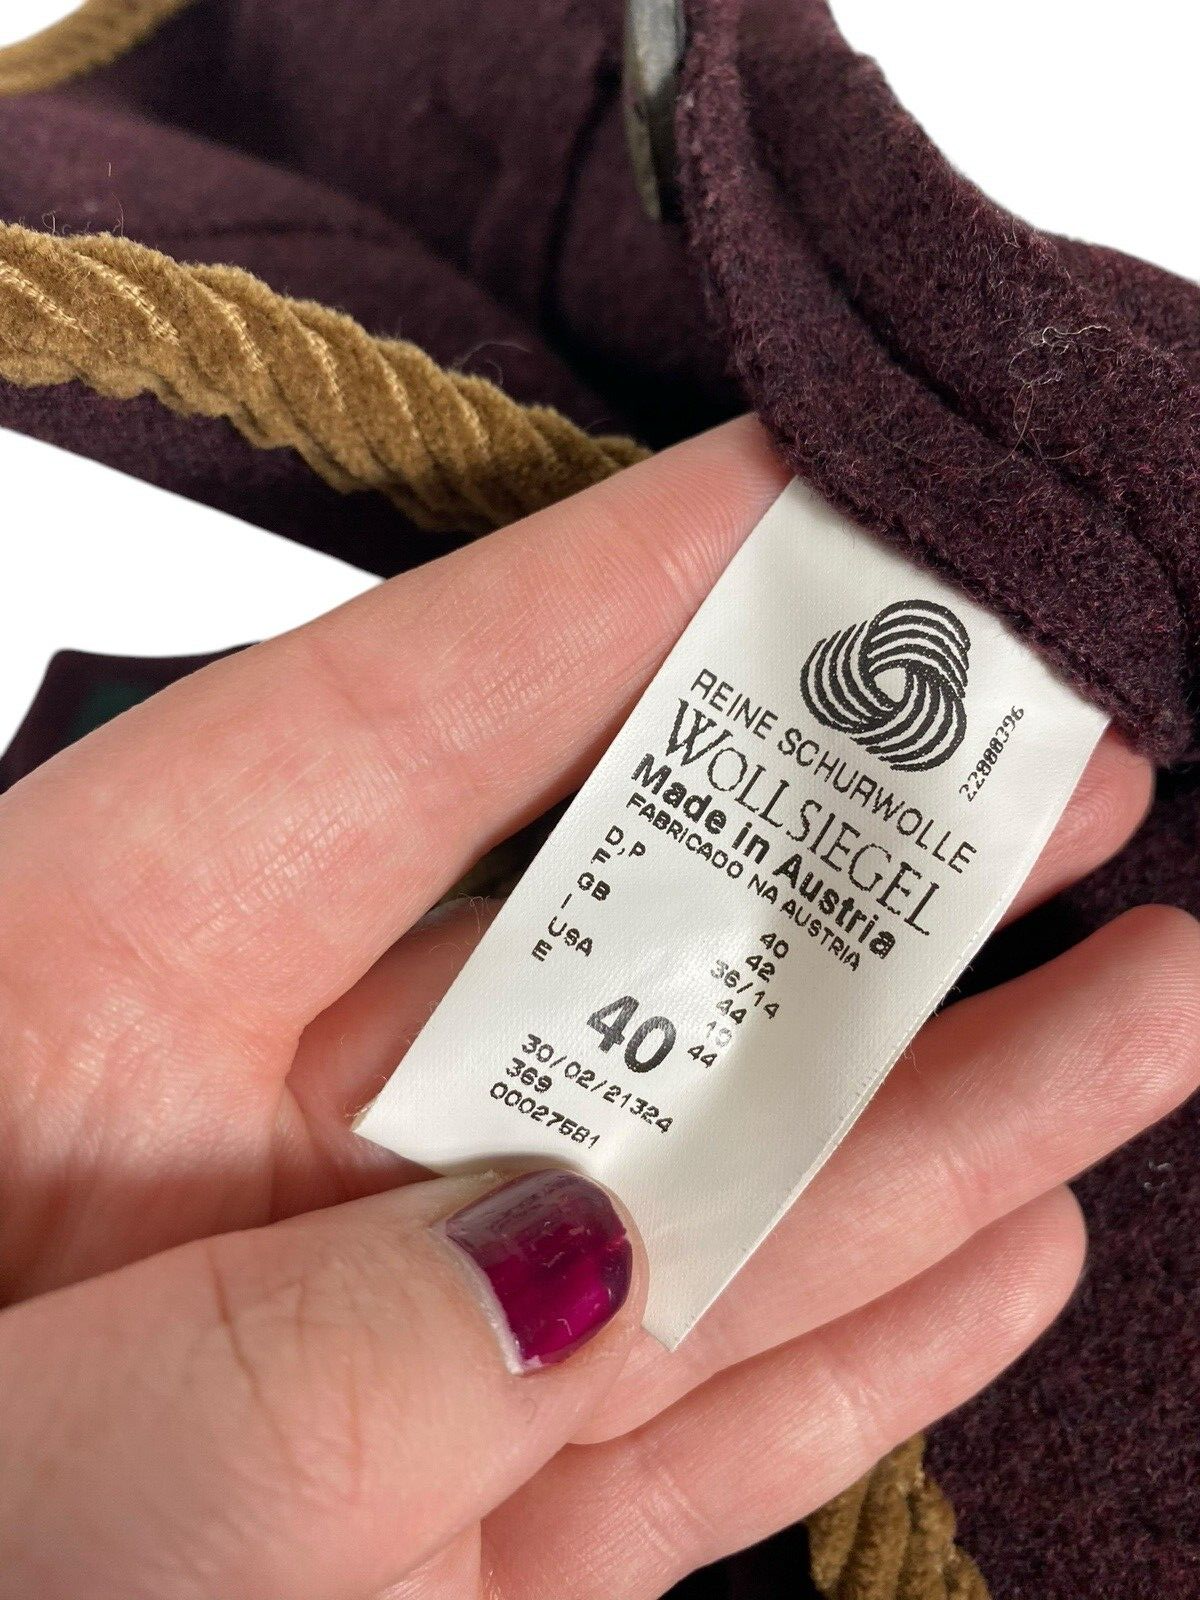 REINE SCHURWOLLE
WOLLSIEGEL
Made in Austria
FABRICADO NA AUSTRIA
D,P 40
F 42
GB 36/14
I 44
USA 10
E 44
40
30/02/21324
369
00027581
22000396